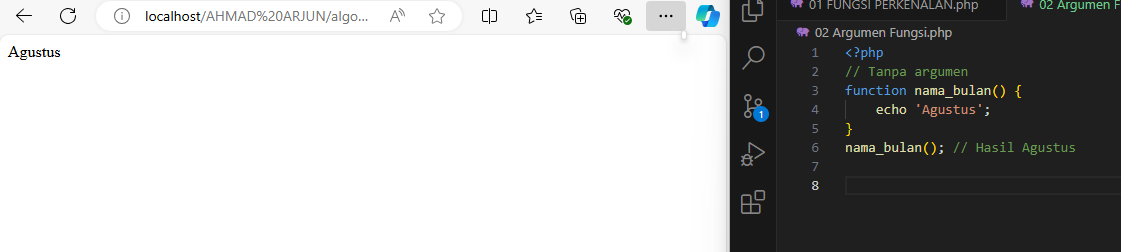 localhost/AHMAD%20ARJUN/algo...
Agustus
01 FUNGSI PERKENALAN.php
02 Argumen F
02 Argumen Fungsi.php
1 <?php
2 // Tanpa argumen
3 function nama_bulan() {
4     echo 'Agustus';
5 }
6 nama_bulan(); // Hasil Agustus
7
8
1